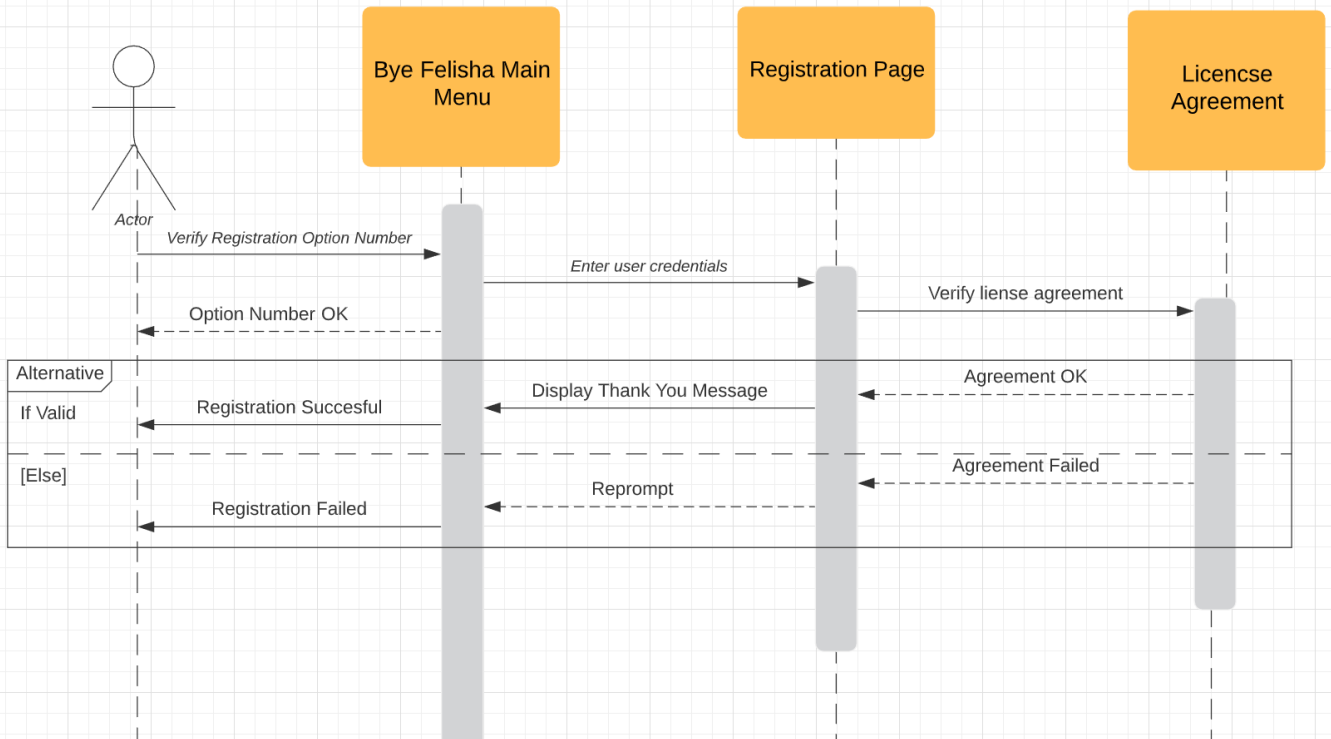 Bye Felisha Main
Menu
Registration Page
Licencse
Agreement
Actor
Verify Registration Option Number
Enter user credentials
Verify liense agreement
Option Number OK
Alternative
If Valid
Agreement OK
Display Thank You Message
Registration Succesful
[Else]
Agreement Failed
Reprompt
Registration Failed